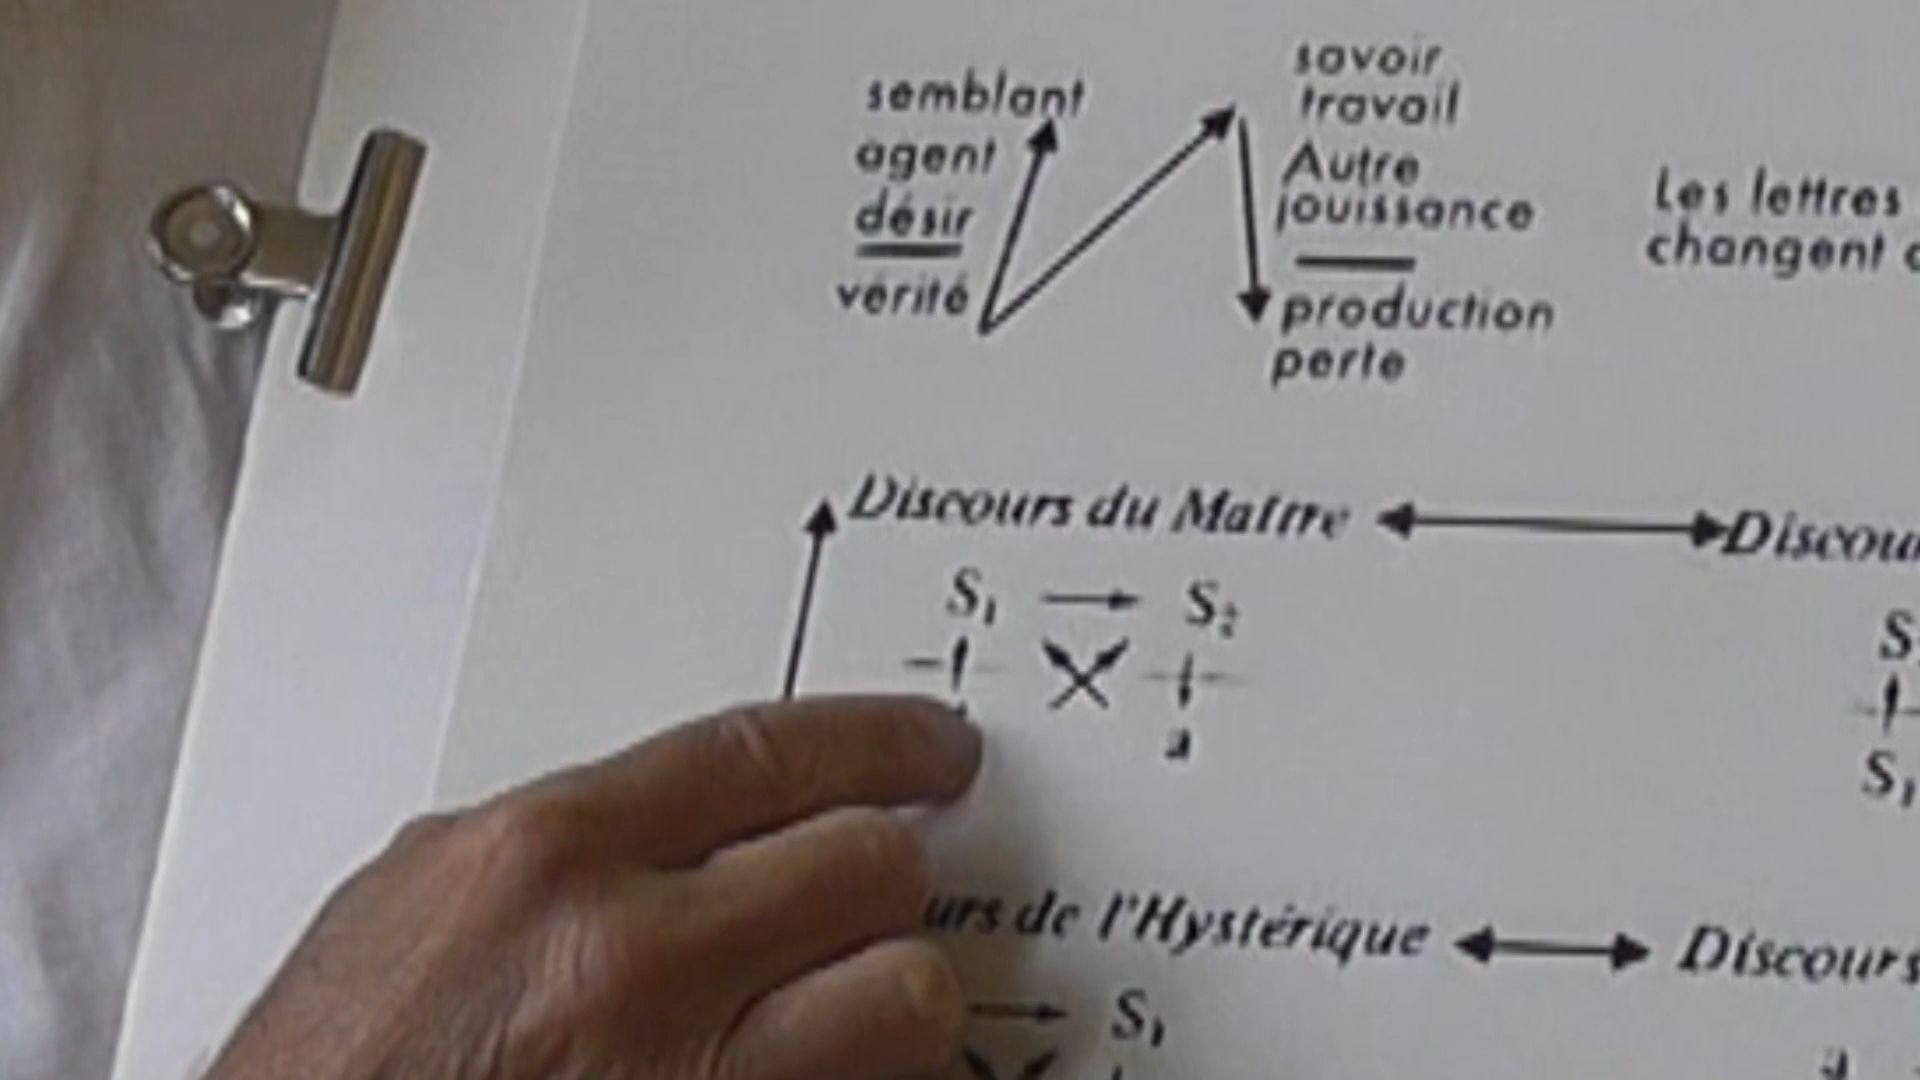 semblant
agent
désir
vérité
savoir
travail
Autre
jouissance
production
perte
Les lettres
changent
Discours du Maître
S1 → S2
a
S1
urs de l'Hystérique
Discours
S1
a